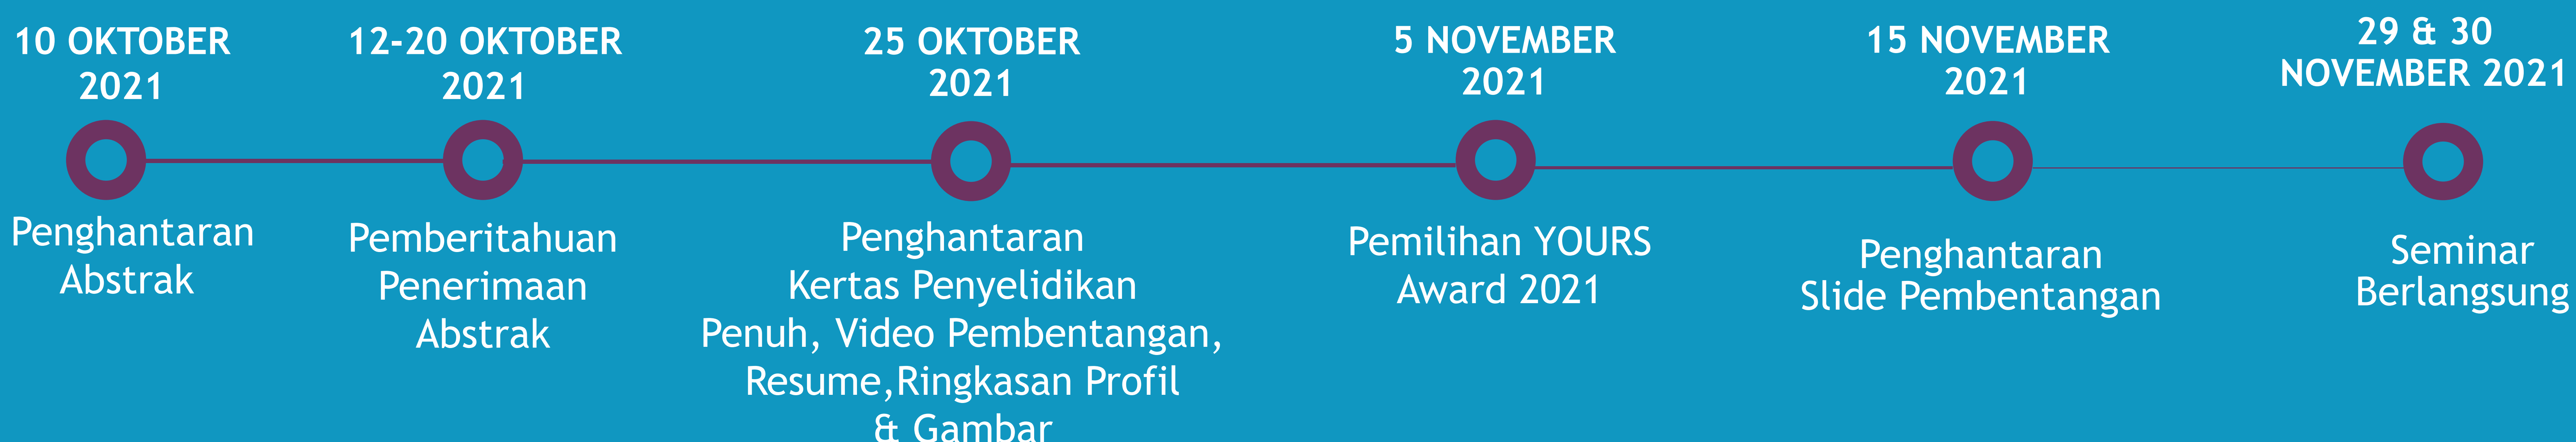 10 OKTOBER
2021
Penghantaran
Abstrak
12-20 OKTOBER
2021
Pemberitahuan
Penerimaan
Abstrak
25 OKTOBER
2021
Penghantaran
Kertas Penyelidikan
Penuh, Video Pembentangan,
Resume,Ringkasan Profil
& Gambar
5 NOVEMBER
2021
Pemilihan YOURS
Award 2021
15 NOVEMBER
2021
Penghantaran
Slide Pembentangan
29 & 30
NOVEMBER 2021
Seminar
Berlangsung